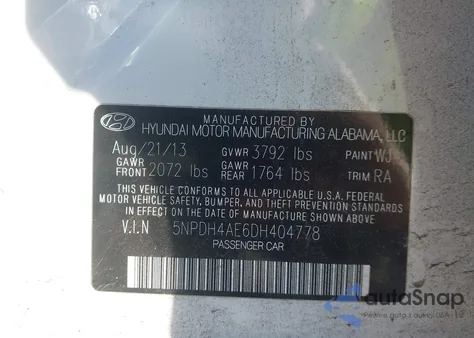 MANUFACTURED BY
HYUNDAI MOTOR MANUFACTURING ALABAMA, LLC
Aug/21/13 GVWR 3792 lbs PAINT WJ
GAWR FRONT 2072 lbs GAWR REAR 1764 lbs TRIM RA
THIS VEHICLE CONFORMS TO ALL APPLICABLE U.S.A. FEDERAL
MOTOR VEHICLE SAFETY, BUMPER, AND THEFT PREVENTION STANDARDS
IN EFFECT ON THE DATE OF MANUFACTURE SHOWN ABOVE.
V.I.N 5NPDH4AE6DH404778
PASSENGER CAR
autaSnap